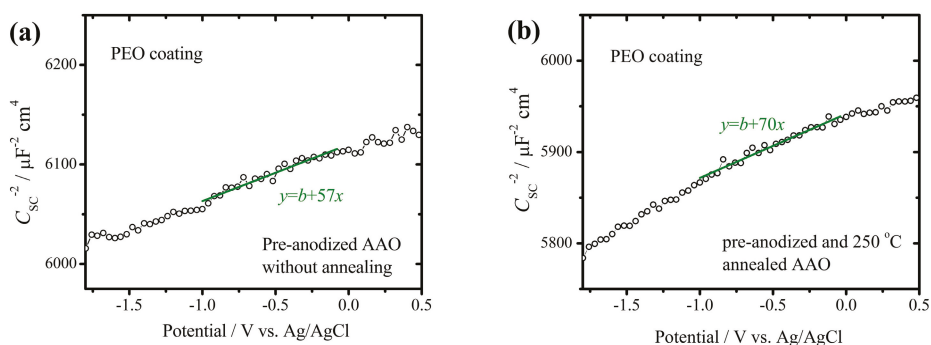 (a)
PEO coating
6200
6100
6000
C_SC^-2 / μF^-2 cm^4
y=b+57x
Pre-anodized AAO
without annealing
-1.5 -1.0 -0.5 0.0 0.5
Potential / V vs. Ag/AgCl
(b)
PEO coating
6000
5900
5800
C_SC^-2 / μF^-2 cm^4
y=b+70x
pre-anodized and 250 °C
annealed AAO
-1.5 -1.0 -0.5 0.0 0.5
Potential / V vs. Ag/AgCl